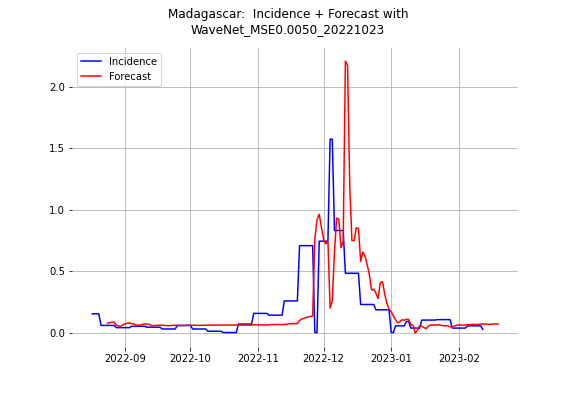 Madagascar:  Incidence + Forecast with
WaveNet_MSE0.0050_20221023
Incidence
Forecast
2.0
1.5
1.0
0.5
0.0
2022-09 2022-10 2022-11 2022-12 2023-01 2023-02